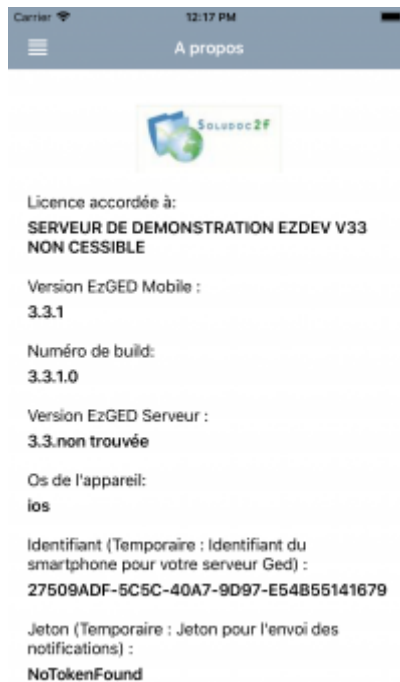 Carrier 12:17 PM
A propos
Soludoc2f
Licence accordée à:
SERVEUR DE DEMONSTRATION EZDEV V33
NON CESSIBLE
Version EzGED Mobile :
3.3.1
Numéro de build:
3.3.1.0
Version EzGED Serveur :
3.3.non trouvée
Os de l'appareil:
ios
Identifiant (Temporaire : Identifiant du
smartphone pour votre serveur Ged) :
27509ADF-5C5C-40A7-9D97-E54B55141679
Jeton (Temporaire : Jeton pour l'envoi des
notifications) :
NoTokenFound